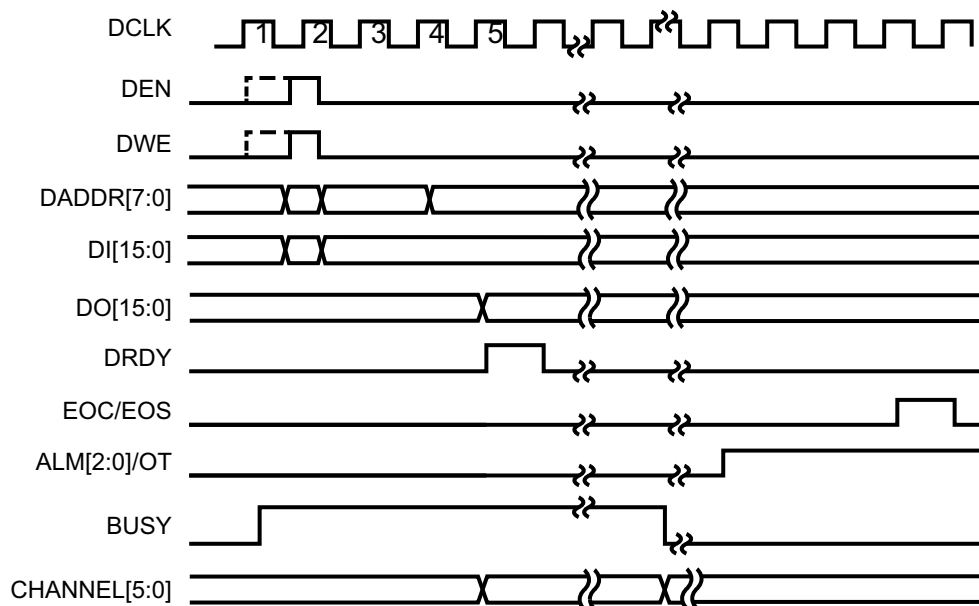 DCLK 1 2 3 4 5
DEN
DWE
DADDR[7:0]
DI[15:0]
DO[15:0]
DRDY
EOC/EOS
ALM[2:0]/OT
BUSY
CHANNEL[5:0]